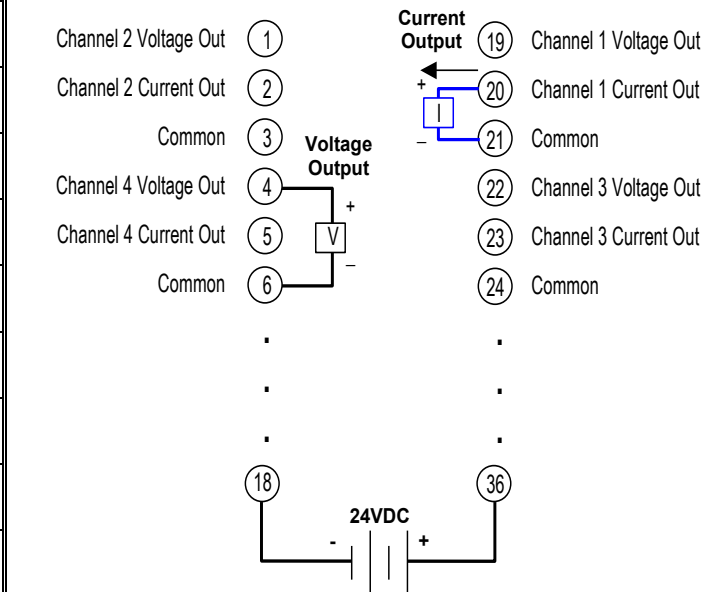 Channel 2 Voltage Out 1
Channel 2 Current Out 2
Common 3
Channel 4 Voltage Out 4
Channel 4 Current Out 5
Common 6
Voltage
Output
+
V
–
.
.
.
18
Current
Output
19 Channel 1 Voltage Out
20 Channel 1 Current Out
+
I
–
21 Common
22 Channel 3 Voltage Out
23 Channel 3 Current Out
24 Common
.
.
.
36
24VDC
- +